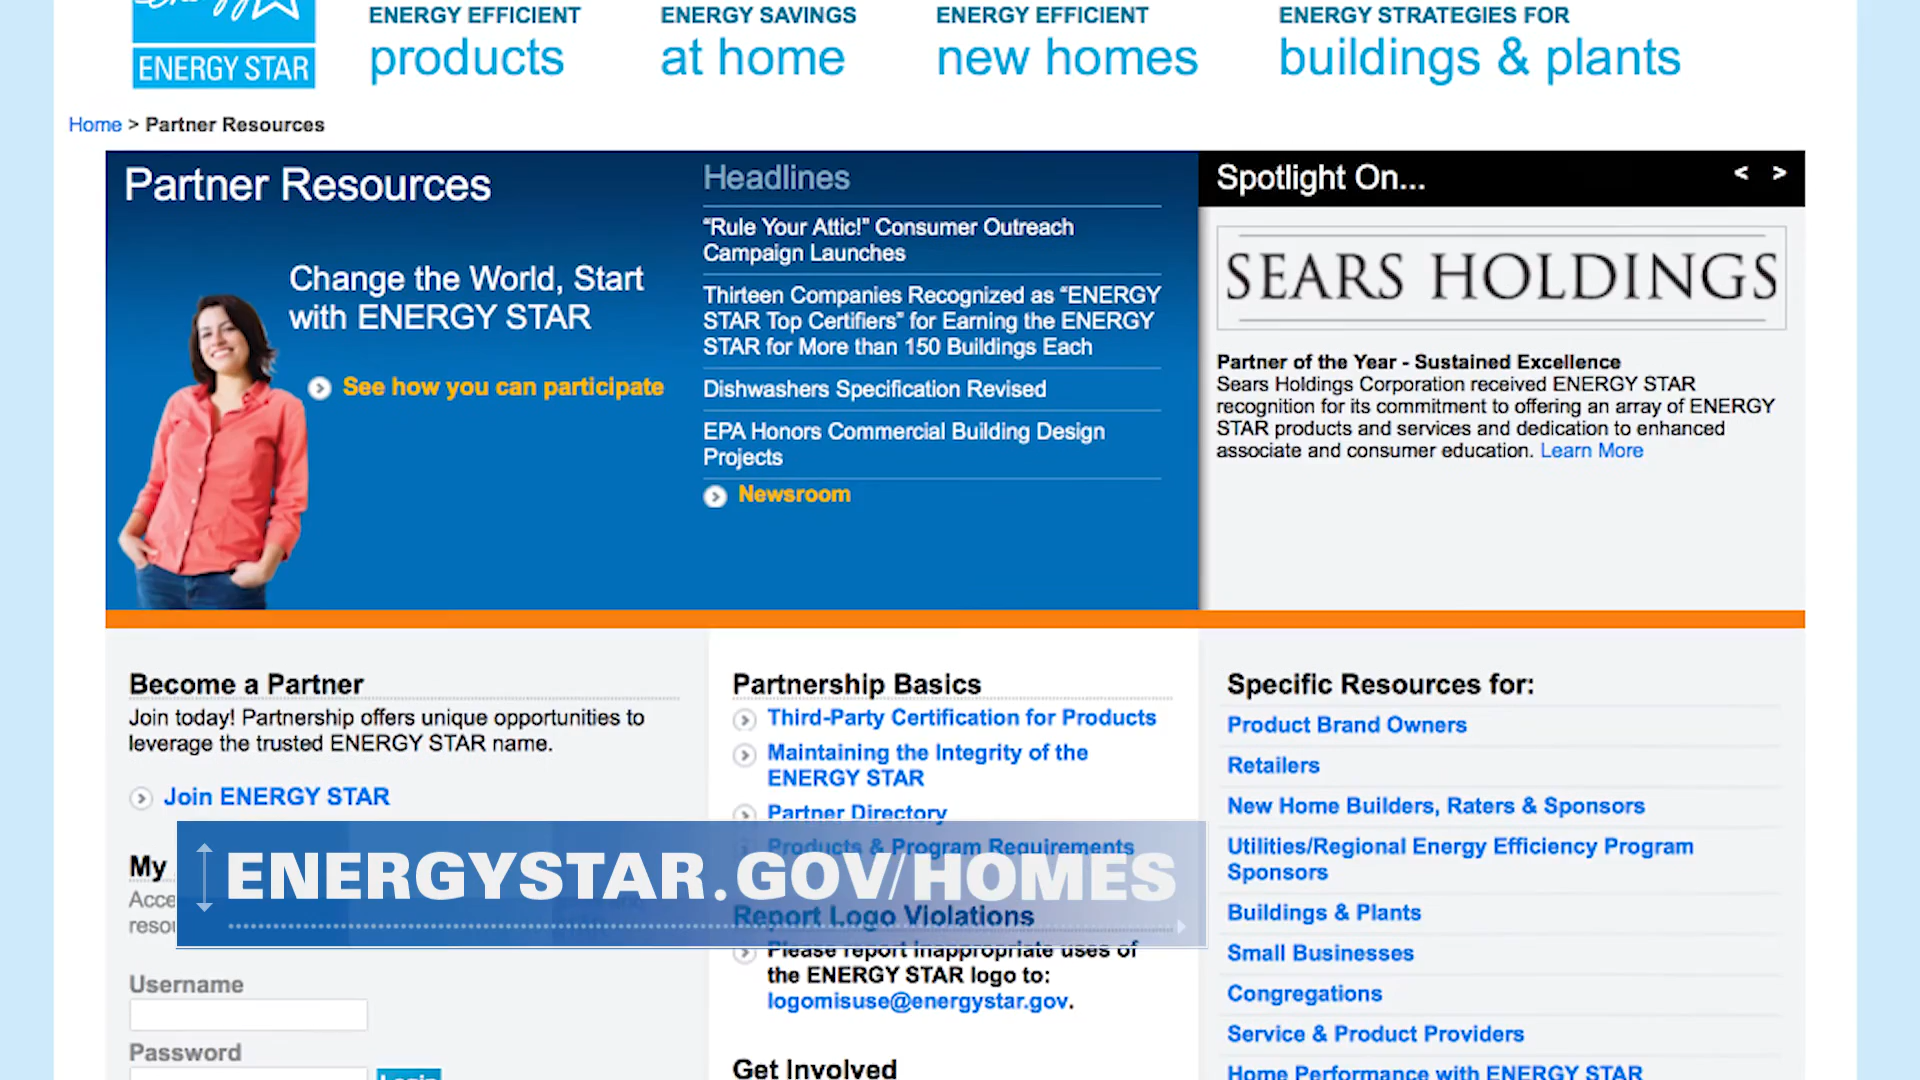 ENERGY STAR
ENERGY EFFICIENT
products
ENERGY SAVINGS
at home
ENERGY EFFICIENT
new homes
ENERGY STRATEGIES FOR
buildings & plants
Home > Partner Resources
Partner Resources
Change the World, Start
with ENERGY STAR
See how you can participate
Headlines
“Rule Your Attic!” Consumer Outreach
Campaign Launches
Thirteen Companies Recognized as “ENERGY
STAR Top Certifiers” for Earning the ENERGY
STAR for More than 150 Buildings Each
Dishwashers Specification Revised
EPA Honors Commercial Building Design
Projects
Newsroom
Spotlight On...
< >
SEARS HOLDINGS
Partner of the Year - Sustained Excellence
Sears Holdings Corporation received ENERGY STAR
recognition for its commitment to offering an array of ENERGY
STAR products and services and dedication to enhanced
associate and consumer education. Learn More
Become a Partner
Join today! Partnership offers unique opportunities to
leverage the trusted ENERGY STAR name.
Join ENERGY STAR
My
Username
Password
Login
Partnership Basics
Third-Party Certification for Products
Maintaining the Integrity of the
ENERGY STAR
Partner Directory
Products & Program Requirements
ENERGYSTAR.GOV/HOMES
Report Logo Violations
Please report inappropriate uses of
the ENERGY STAR logo to:
logomisuse@energystar.gov.
Get Involved
Specific Resources for:
Product Brand Owners
Retailers
New Home Builders, Raters & Sponsors
Utilities/Regional Energy Efficiency Program
Sponsors
Buildings & Plants
Small Businesses
Congregations
Service & Product Providers
Home Performance with ENERGY STAR